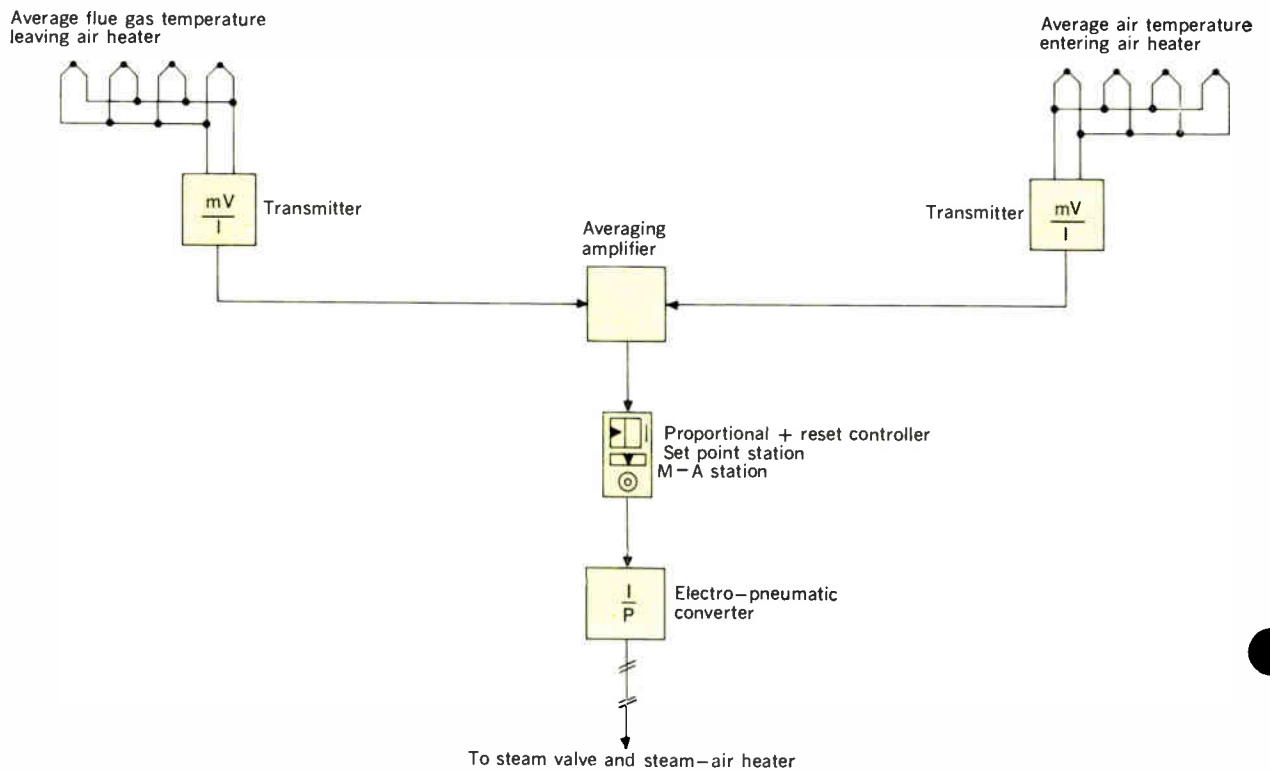 Average flue gas temperature
leaving air heater
Average air temperature
entering air heater
mV
I
Transmitter
Transmitter
mV
I
Averaging
amplifier
Proportional + reset controller
Set point station
M-A station
I
P
Electro-pneumatic
converter
To steam valve and steam-air heater